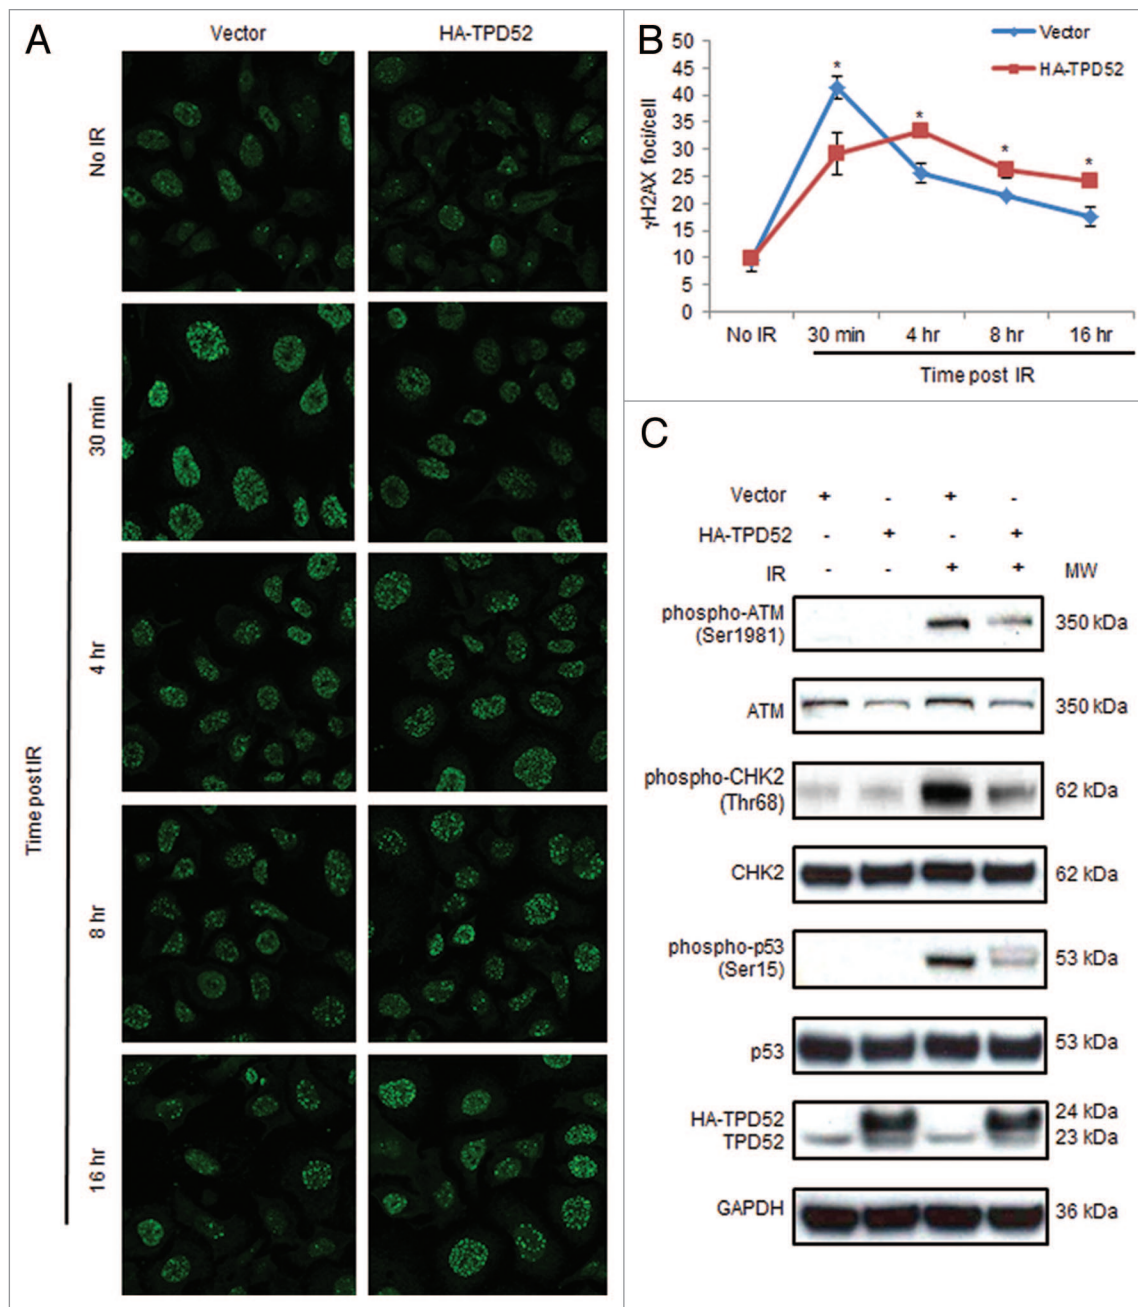 A
Vector HA-TPD52
No IR
30 min
4 hr
8 hr
16 hr
Time post IR
B
Vector
HA-TPD52
γH2AX foci/cell
50
45
40
35
30
25
20
15
10
5
0
* * * *
No IR 30 min 4 hr 8 hr 16 hr
Time post IR
C
Vector + - + -
HA-TPD52 - + - +
IR - - + + MW
phospho-ATM
(Ser1981) 350 kDa
ATM 350 kDa
phospho-CHK2
(Thr68) 62 kDa
CHK2 62 kDa
phospho-p53
(Ser15) 53 kDa
p53 53 kDa
HA-TPD52 24 kDa
TPD52 23 kDa
GAPDH 36 kDa